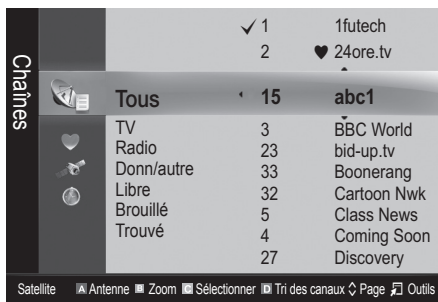 Chaînes
✓ 1 1futech
2 ♥ 24ore.tv
Tous 15 abc1
TV 3 BBC World
Radio 23 bid-up.tv
Donn/autre 33 Boonerang
Libre 32 Cartoon Nwk
Brouillé 5 Class News
Trouvé 4 Coming Soon
27 Discovery
Satellite A Antenne B Zoom C Sélectionner D Tri des canaux Page Outils